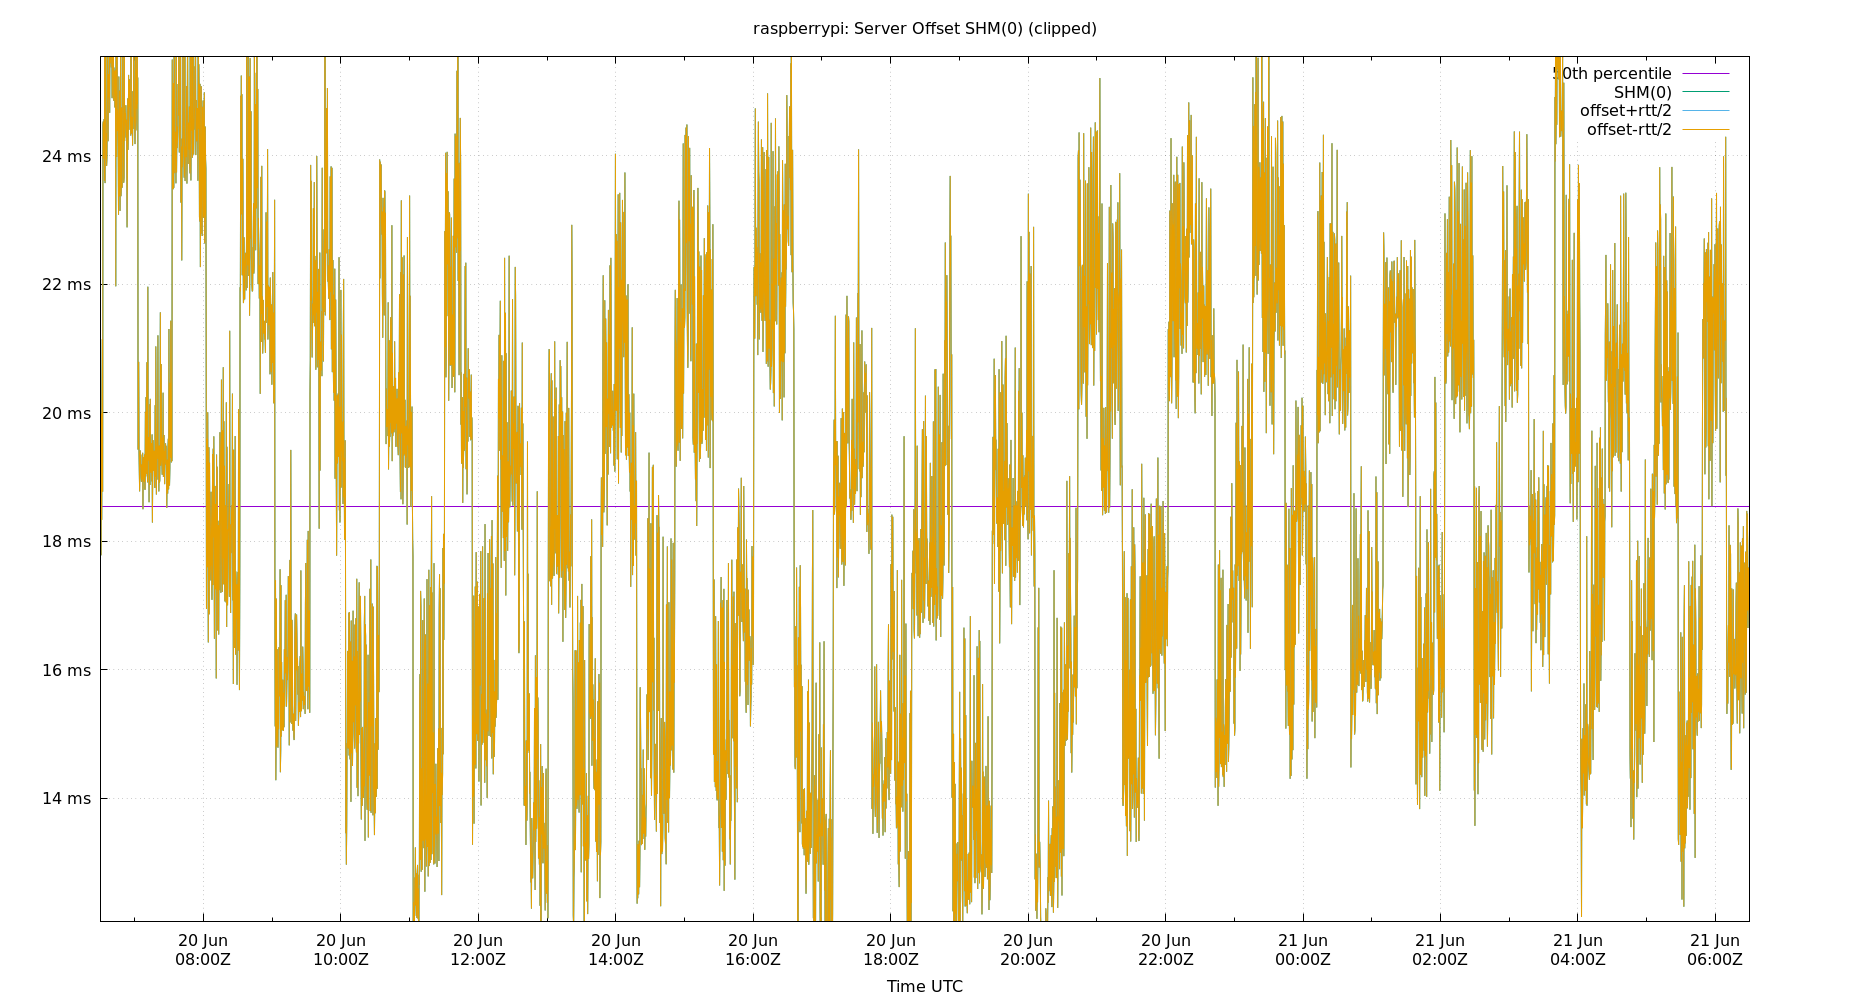 raspberrypi: Server Offset SHM(0) (clipped)
50th percentile
SHM(0)
offset+rtt/2
offset-rtt/2
24 ms
22 ms
20 ms
18 ms
16 ms
14 ms
20 Jun 20 Jun 20 Jun 20 Jun 20 Jun 20 Jun 20 Jun 20 Jun 21 Jun 21 Jun 21 Jun 21 Jun
08:00Z 10:00Z 12:00Z 14:00Z 16:00Z 18:00Z 20:00Z 22:00Z 00:00Z 02:00Z 04:00Z 06:00Z
Time UTC